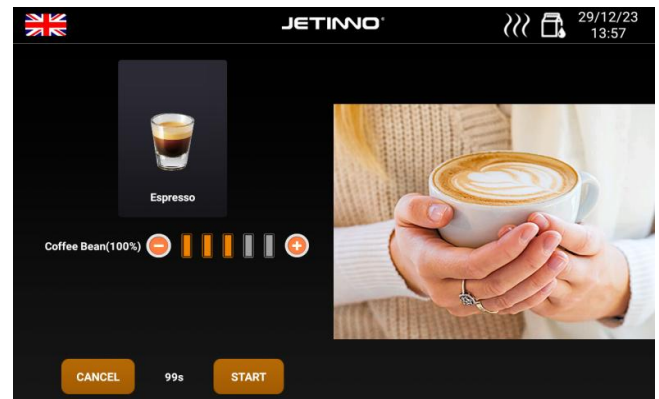 JETINNO
29/12/23
13:57
Espresso
Coffee Bean(100%)
CANCEL
99s
START